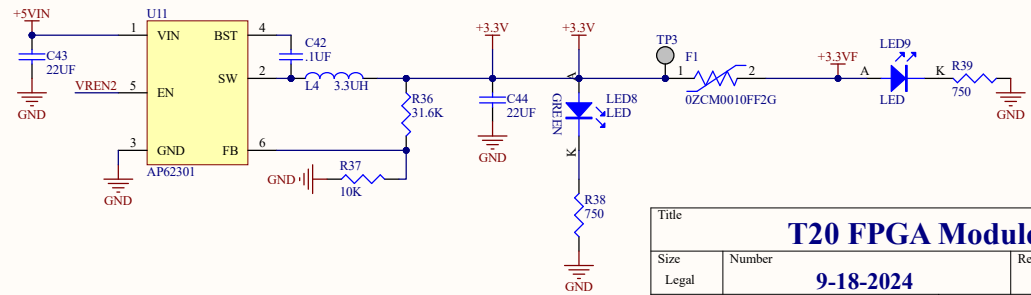 +5VIN
U11
1
VIN
BST
4
C43
22UF
GND
C42
.1UF
SW
2
L4
3.3UH
VREN2
5
EN
3
GND
FB
6
AP62301
GND
R36
31.6K
GND
R37
10K
+3.3V
C44
22UF
GND
+3.3V
A
LED8
LED
GREEN
K
R38
750
GND
TP3
F1
1
2
0ZCM0010FF2G
+3.3VF
LED9
A
K
LED
R39
750
GND
Title
T20 FPGA Module
Size
Number
Re
Legal
9-18-2024